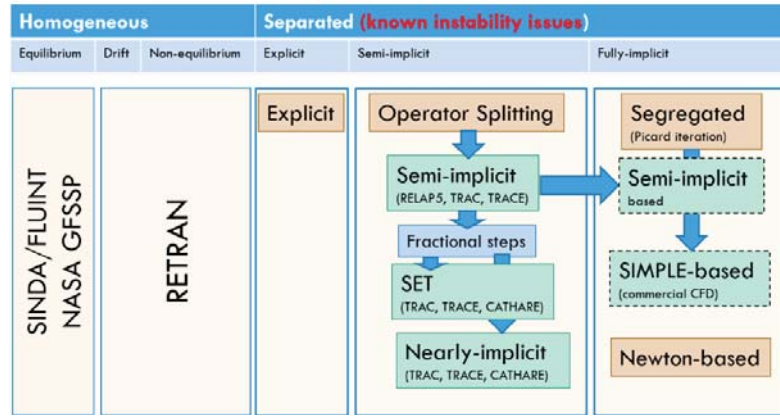 Homogeneous
Separated (known instability issues)
Equilibrium
Drift
Non-equilibrium
Explicit
Semi-implicit
Fully-implicit
SINDA/FLUINT
NASA GFSSP
RETRAN
Explicit
Operator Splitting
Semi-implicit
(RELAP5, TRAC, TRACE)
Fractional steps
SET
(TRAC, TRACE, CATHARE)
Nearly-implicit
(TRAC, TRACE, CATHARE)
Segregated
(Picard iteration)
Semi-implicit
based
SIMPLE-based
(commercial CFD)
Newton-based